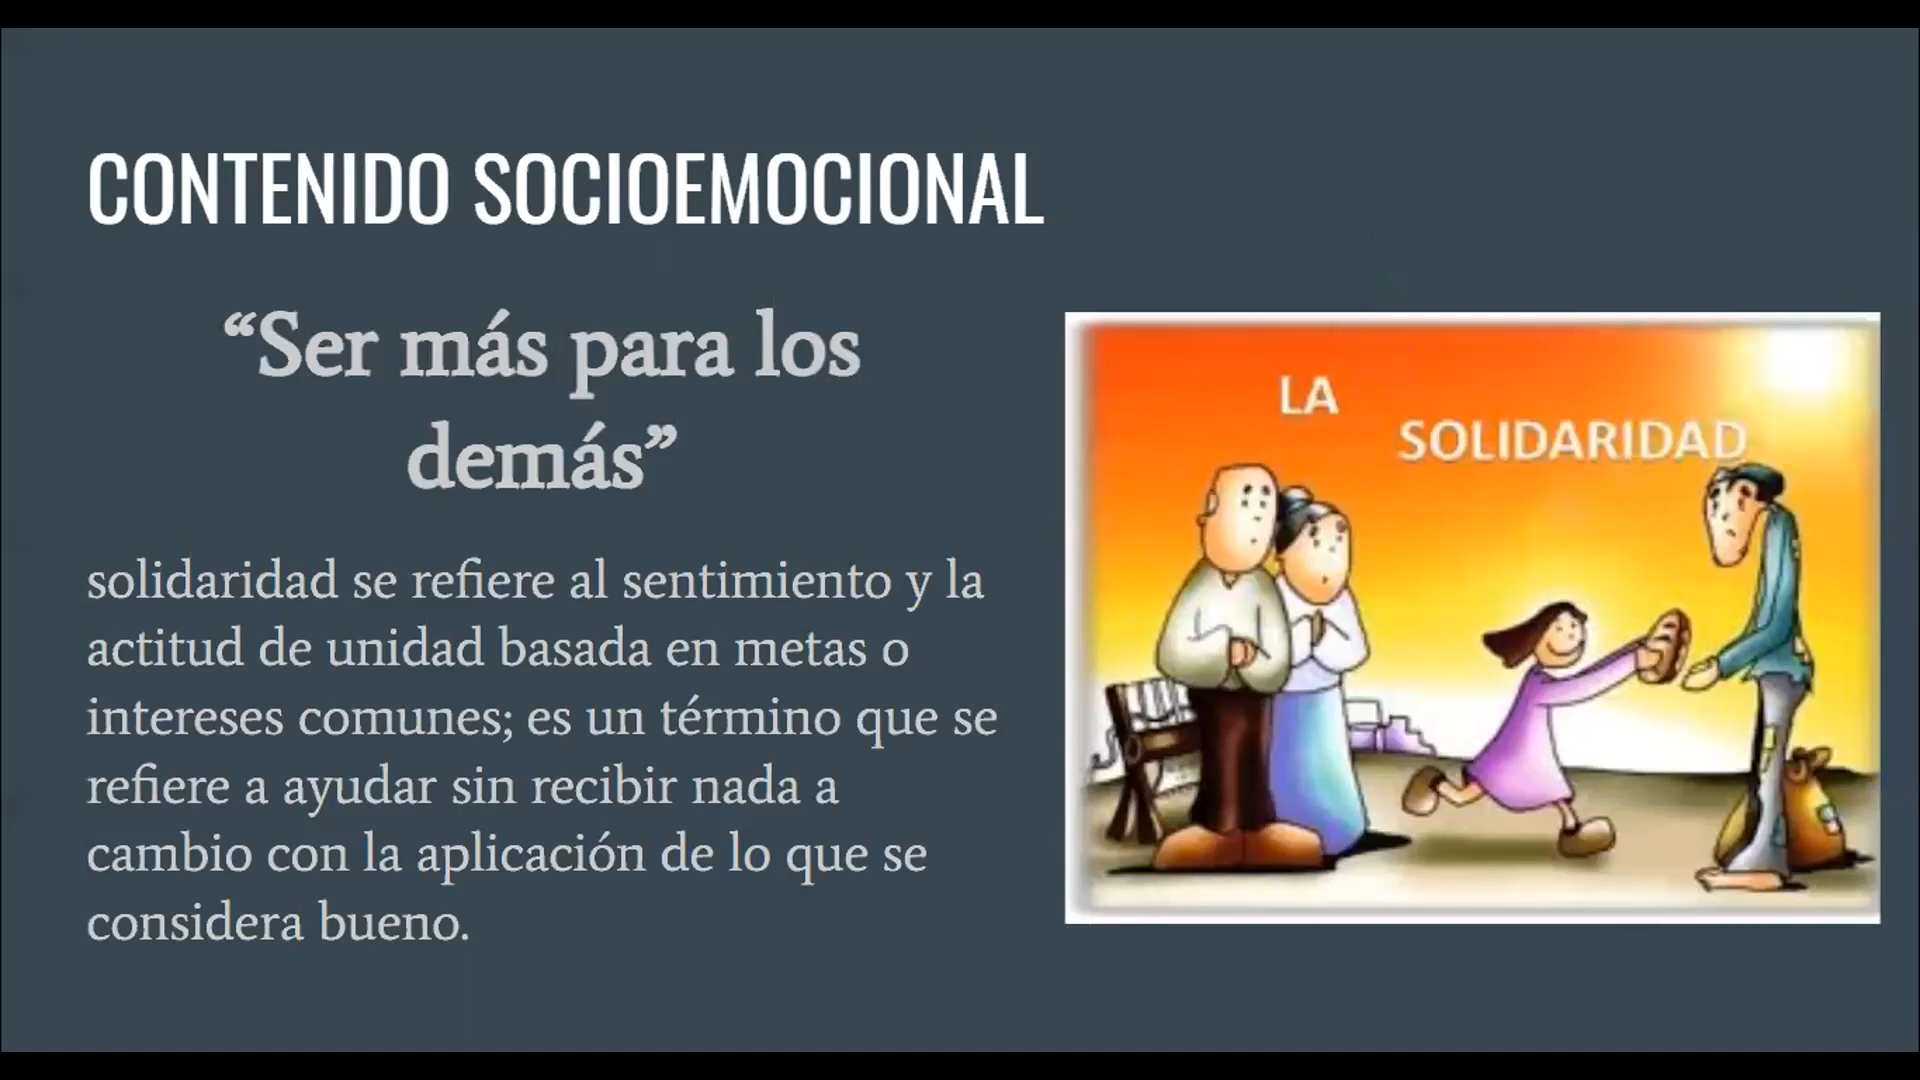 CONTENIDO SOCIOEMOCIONAL
“Ser más para los
demás”
solidaridad se refiere al sentimiento y la
actitud de unidad basada en metas o
intereses comunes; es un término que se
refiere a ayudar sin recibir nada a
cambio con la aplicación de lo que se
considera bueno.
LA
SOLIDARIDAD